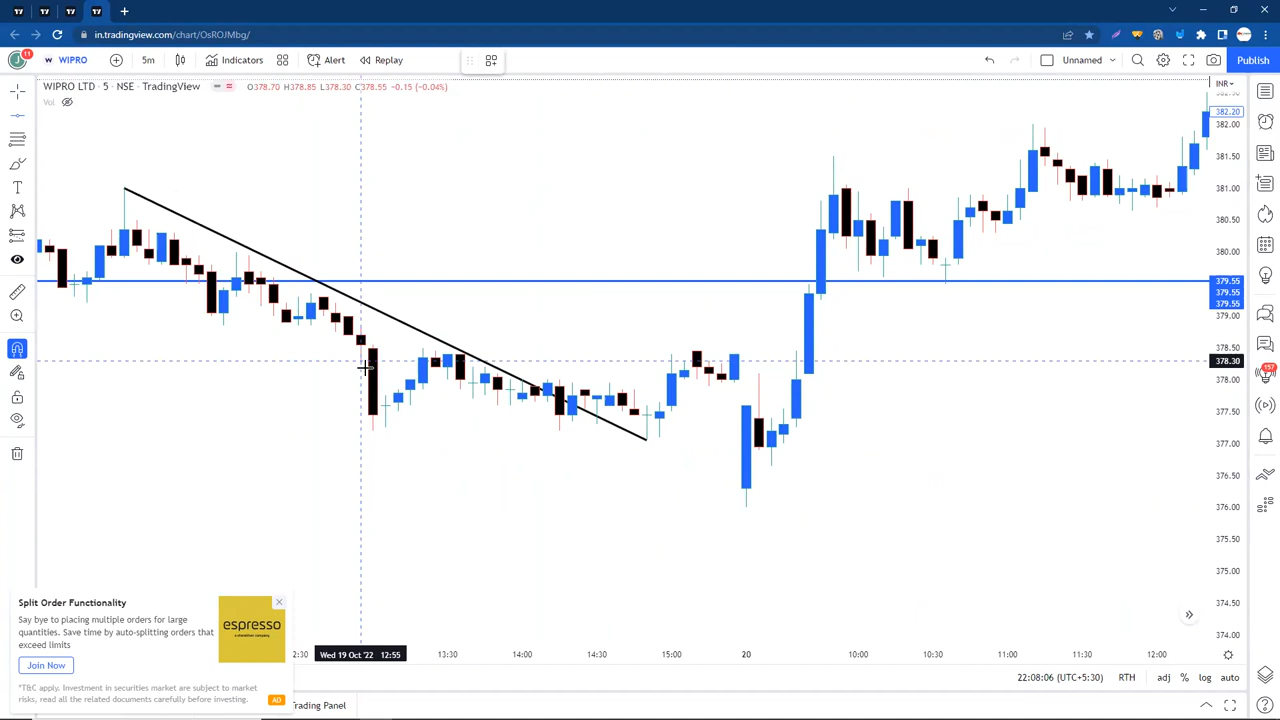 in.tradingview.com/chart/OsROJMbg/
11
WIPRO
5m
Indicators
Alert
Replay
Unnamed
Publish
WIPRO LTD · 5 · NSE · TradingView
O378.70 H378.85 L378.30 C378.55 -0.15 (-0.04%)
INR
Vol
382.20
382.00
381.50
381.00
380.50
380.00
379.55
379.55
379.55
379.00
378.50
378.30
378.00
377.50
377.00
376.50
376.00
375.50
375.00
374.50
374.00
157
Split Order Functionality
Say bye to placing multiple orders for large
quantities. Save time by auto-splitting orders that
exceed limits
Join Now
*T&C apply. Investment in securities market are subject to market
risks, read all the related documents carefully before investing.
AD
espresso
2:30
Wed 19 Oct '22 12:55
13:30
14:00
14:30
15:00
20
10:00
10:30
11:00
11:30
12:00
22:08:06 (UTC+5:30)
RTH
adj
%
log
auto
Trading Panel